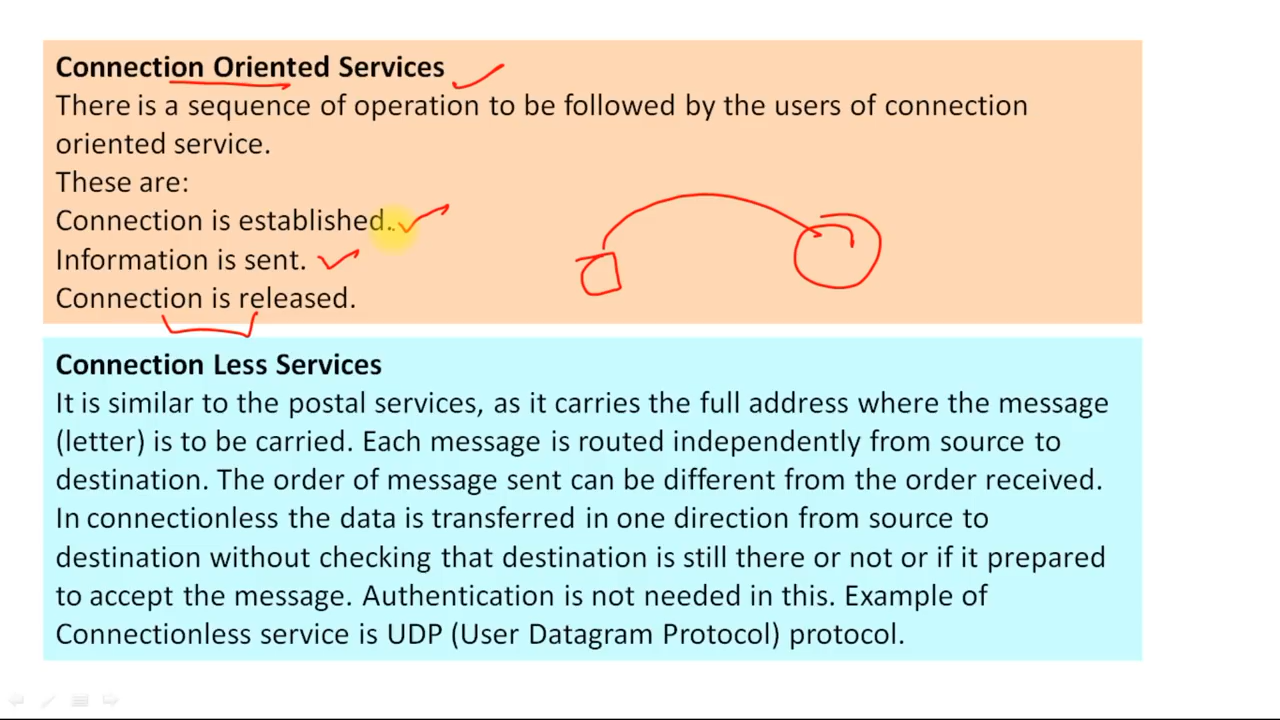 Connection Oriented Services
There is a sequence of operation to be followed by the users of connection
oriented service.
These are:
Connection is established.
Information is sent.
Connection is released.
Connection Less Services
It is similar to the postal services, as it carries the full address where the message
(letter) is to be carried. Each message is routed independently from source to
destination. The order of message sent can be different from the order received.
In connectionless the data is transferred in one direction from source to
destination without checking that destination is still there or not or if it prepared
to accept the message. Authentication is not needed in this. Example of
Connectionless service is UDP (User Datagram Protocol) protocol.